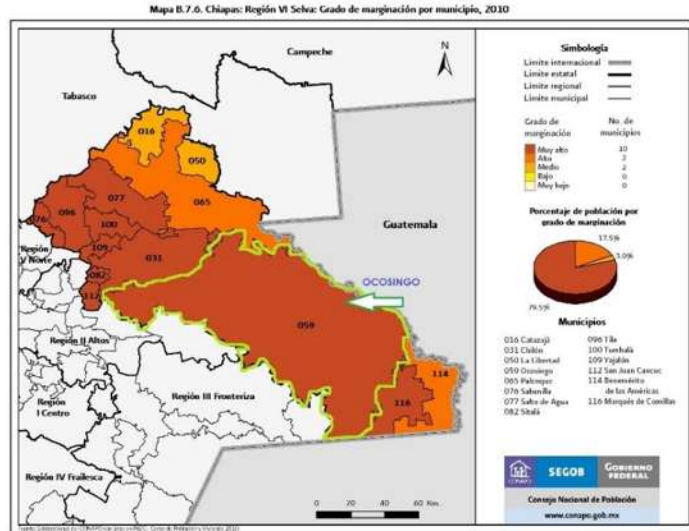 Mapa B.7.6. Chiapas: Región VI Selva: Grado de marginación por municipio, 2010
Campeche
N
Tabasco
016
050
065
077
096
076
100
109
031
082
112
Guatemala
OCOSINGO
059
114
116
Región
V Norte
Región II Altos
Región
I Centro
Región III Fronteriza
Región IV Frailesca
0 20 40 60 Km.
Simbología
Límite internacional
Límite estatal
Límite regional
Límite municipal
Grado de
marginación
No. de
municipios
Muy alto 10
Alto 2
Medio 2
Bajo 0
Muy bajo 0
Porcentaje de población por
grado de marginación
17.5%
3.0%
79.5%
Municipios
016 Catazajá
031 Chilón
050 La Libertad
059 Ocosingo
065 Palenque
076 Sabanilla
077 Salto de Agua
082 Sitalá
096 Tila
100 Tumbalá
109 Yajalón
112 San Juan Cancuc
114 Benemérito
de las Américas
116 Marqués de Comillas
CONAPO
SEGOB
GOBIERNO
FEDERAL
Consejo Nacional de Población
www.conapo.gob.mx